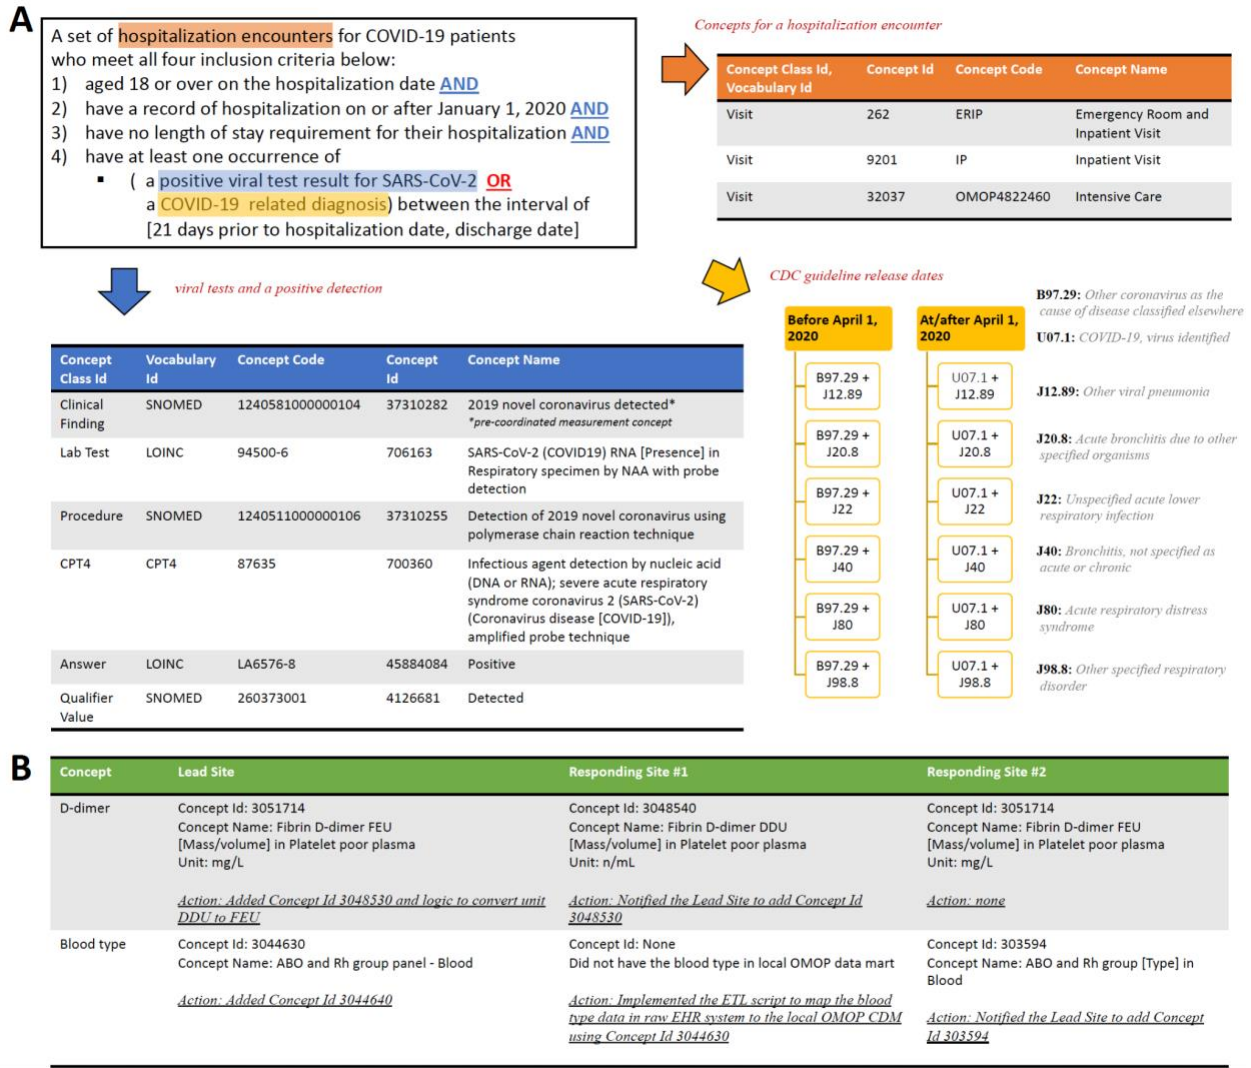 A
A set of hospitalization encounters for COVID-19 patients
who meet all four inclusion criteria below:
1) aged 18 or over on the hospitalization date AND
2) have a record of hospitalization on or after January 1, 2020 AND
3) have no length of stay requirement for their hospitalization AND
4) have at least one occurrence of
▪ ( a positive viral test result for SARS-CoV-2 OR
a COVID-19 related diagnosis) between the interval of
[21 days prior to hospitalization date, discharge date]
Concepts for a hospitalization encounter
Concept Class Id, Vocabulary Id | Concept Id | Concept Code | Concept Name
Visit | 262 | ERIP | Emergency Room and Inpatient Visit
Visit | 9201 | IP | Inpatient Visit
Visit | 32037 | OMOP4822460 | Intensive Care
viral tests and a positive detection
Concept Class Id | Vocabulary Id | Concept Code | Concept Id | Concept Name
Clinical Finding | SNOMED | 1240581000000104 | 37310282 | 2019 novel coronavirus detected*
*pre-coordinated measurement concept
Lab Test | LOINC | 94500-6 | 706163 | SARS-CoV-2 (COVID19) RNA [Presence] in
Respiratory specimen by NAA with probe
detection
Procedure | SNOMED | 1240511000000106 | 37310255 | Detection of 2019 novel coronavirus using
polymerase chain reaction technique
CPT4 | CPT4 | 87635 | 700360 | Infectious agent detection by nucleic acid
(DNA or RNA); severe acute respiratory
syndrome coronavirus 2 (SARS-CoV-2)
(Coronavirus disease [COVID-19]),
amplified probe technique
Answer | LOINC | LA6576-8 | 45884084 | Positive
Qualifier Value | SNOMED | 260373001 | 4126681 | Detected
CDC guideline release dates
Before April 1,
2020
B97.29 +
J12.89
B97.29 +
J20.8
B97.29 +
J22
B97.29 +
J40
B97.29 +
J80
B97.29 +
J98.8
At/after April 1,
2020
U07.1 +
J12.89
U07.1 +
J20.8
U07.1 +
J22
U07.1 +
J40
U07.1 +
J80
U07.1 +
J98.8
B97.29: Other coronavirus as the
cause of disease classified elsewhere
U07.1: COVID-19, virus identified
J12.89: Other viral pneumonia
J20.8: Acute bronchitis due to other
specified organisms
J22: Unspecified acute lower
respiratory infection
J40: Bronchitis, not specified as
acute or chronic
J80: Acute respiratory distress
syndrome
J98.8: Other specified respiratory
disorder
B
Concept | Lead Site | Responding Site #1 | Responding Site #2
D-dimer
Concept Id: 3051714
Concept Name: Fibrin D-dimer FEU
[Mass/volume] in Platelet poor plasma
Unit: mg/L
Action: Added Concept Id 3048530 and logic to convert unit
DDU to FEU
Concept Id: 3048540
Concept Name: Fibrin D-dimer DDU
[Mass/volume] in Platelet poor plasma
Unit: n/mL
Action: Notified the Lead Site to add Concept Id
3048530
Concept Id: 3051714
Concept Name: Fibrin D-dimer FEU
[Mass/volume] in Platelet poor plasma
Unit: mg/L
Action: none
Blood type
Concept Id: 3044630
Concept Name: ABO and Rh group panel - Blood
Action: Added Concept Id 3044640
Concept Id: None
Did not have the blood type in local OMOP data mart
Action: Implemented the ETL script to map the blood
type data in raw EHR system to the local OMOP CDM
using Concept Id 3044630
Concept Id: 303594
Concept Name: ABO and Rh group [Type] in
Blood
Action: Notified the Lead Site to add Concept
Id 303594